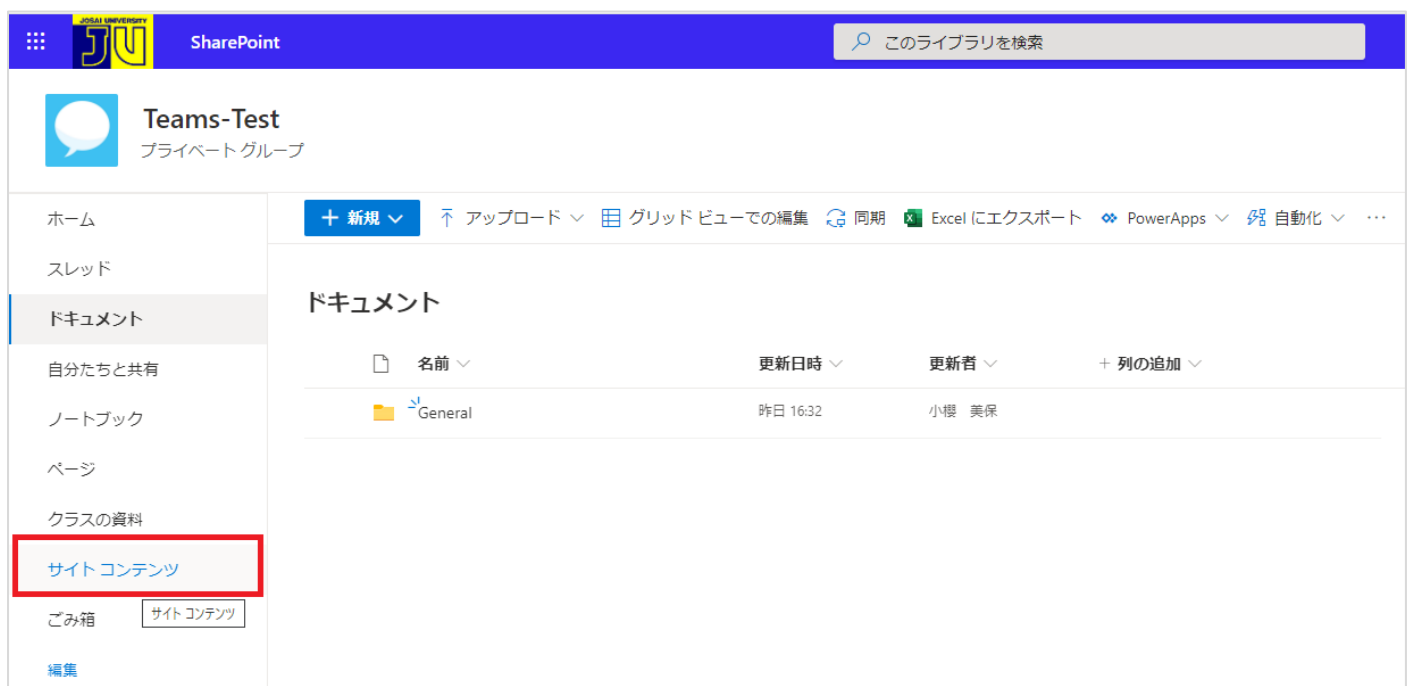 JOSAI UNIVERSITY
JU
SharePoint
このライブラリを検索
Teams-Test
プライベート グループ
ホーム
スレッド
ドキュメント
自分たちと共有
ノートブック
ページ
クラスの資料
サイト コンテンツ
ごみ箱
サイト コンテンツ
編集
＋ 新規
アップロード
グリッド ビューでの編集
同期
Excel にエクスポート
PowerApps
自動化
…
ドキュメント
名前
更新日時
更新者
+ 列の追加
General
昨日 16:32
小櫻　美保